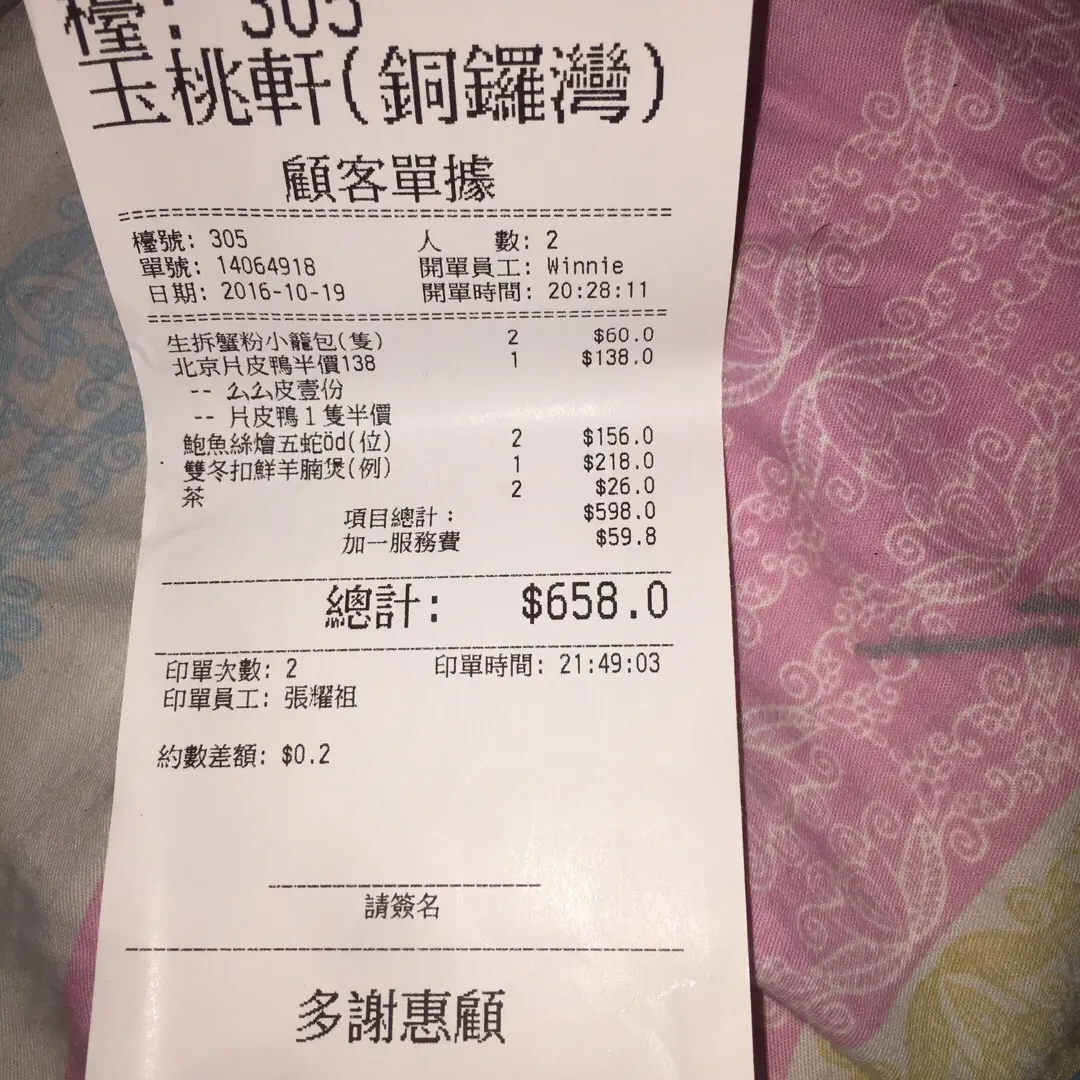 檯: 305
玉桃軒(銅鑼灣)
顧客單據
檯號: 305 人 數: 2
單號: 14064918 開單員工: Winnie
日期: 2016-10-19 開單時間: 20:28:11
生拆蟹粉小籠包(隻) 2 $60.0
北京片皮鴨半價138 1 $138.0
-- 公么皮壹份
-- 片皮鴨1隻半價
鮑魚絲燴五蛇öd(位) 2 $156.0
雙冬扣鮮羊腩煲(例) 1 $218.0
茶 2 $26.0
項目總計: $598.0
加一服務費 $59.8
總計: $658.0
印單次數: 2 印單時間: 21:49:03
印單員工: 張耀祖
約數差額: $0.2
請簽名
多謝惠顧